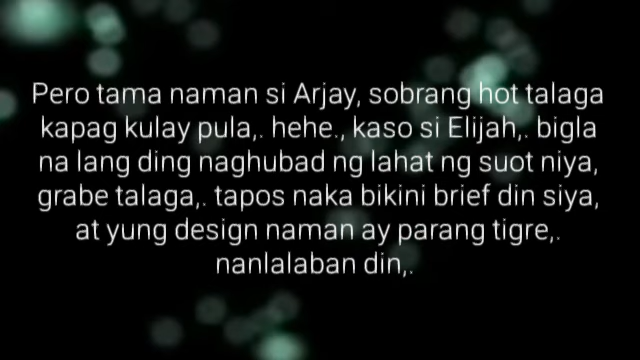 Pero tama naman si Arjay, sobrang hot talaga
kapag kulay pula,. hehe., kaso si Elijah,. bigla
na lang ding naghubad ng lahat ng suot niya,
grabe talaga,. tapos naka bikini brief din siya,
at yung design naman ay parang tigre,.
nanlalaban din,.